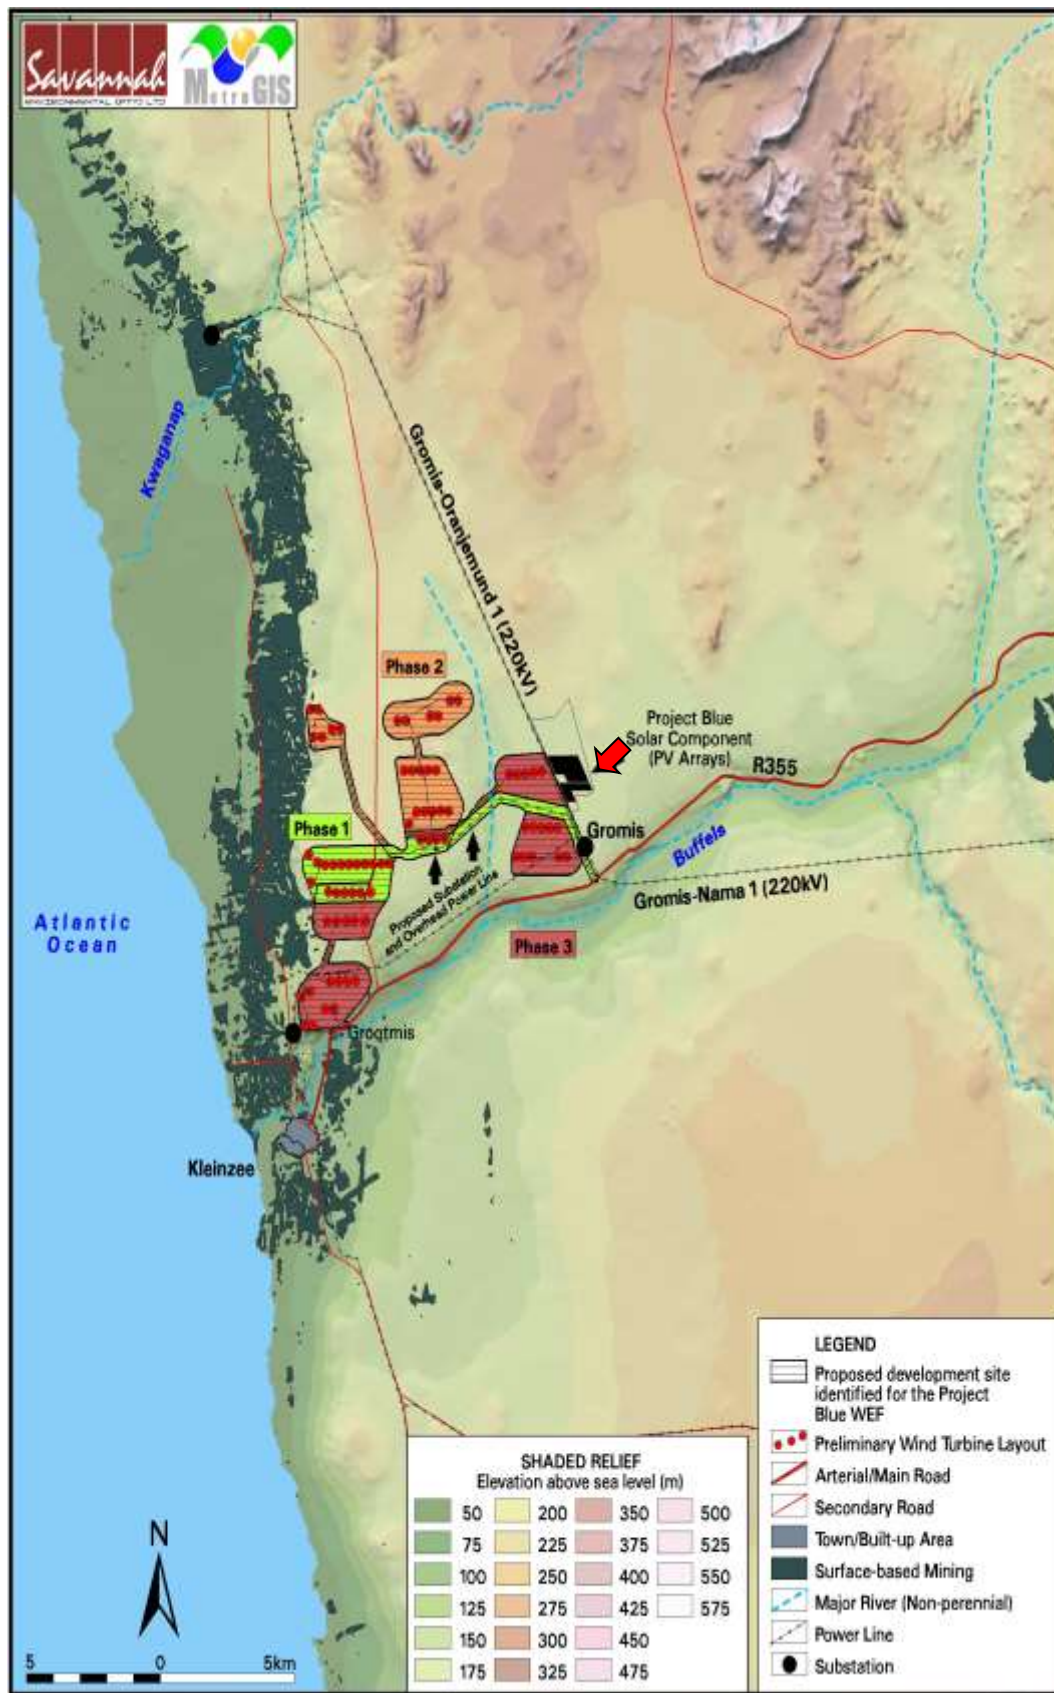 Savannah
ENVIRONMENTAL (PTY) LTD
MetroGIS
Kwaganap
Gromis-Oranjemund 1 (220kV)
Phase 2
Project Blue
Solar Component
(PV Arrays)
R355
Phase 1
Gromis
Buffels
Proposed Substation
and Overhead Power Line
Gromis-Nama 1 (220kV)
Atlantic
Ocean
Phase 3
Groqtmis
Kleinzee
N
5 0 5km
SHADED RELIEF
Elevation above sea level (m)
50 200 350 500
75 225 375 525
100 250 400 550
125 275 425 575
150 300 450
175 325 475
LEGEND
Proposed development site
identified for the Project
Blue WEF
Preliminary Wind Turbine Layout
Arterial/Main Road
Secondary Road
Town/Built-up Area
Surface-based Mining
Major River (Non-perennial)
Power Line
Substation